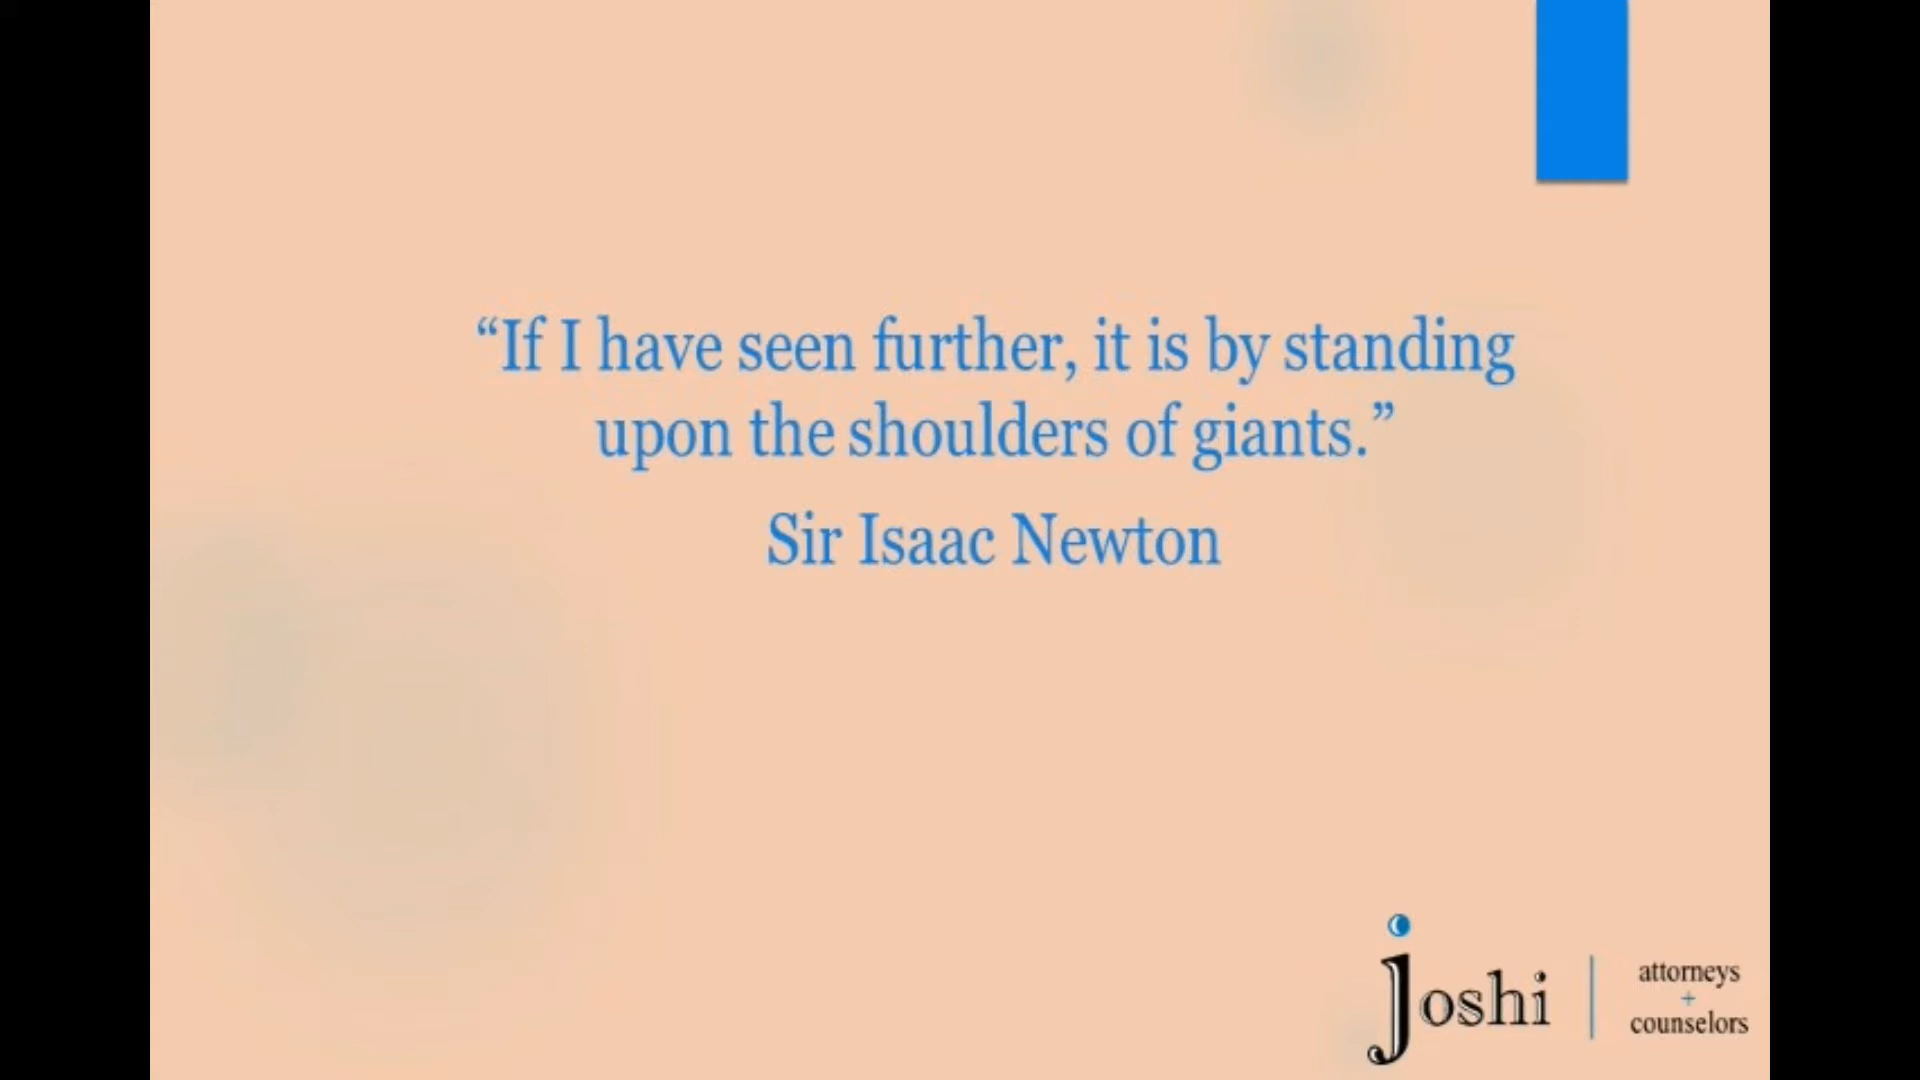 “If I have seen further, it is by standing
upon the shoulders of giants.”
Sir Isaac Newton
Joshi
attorneys
+
counselors